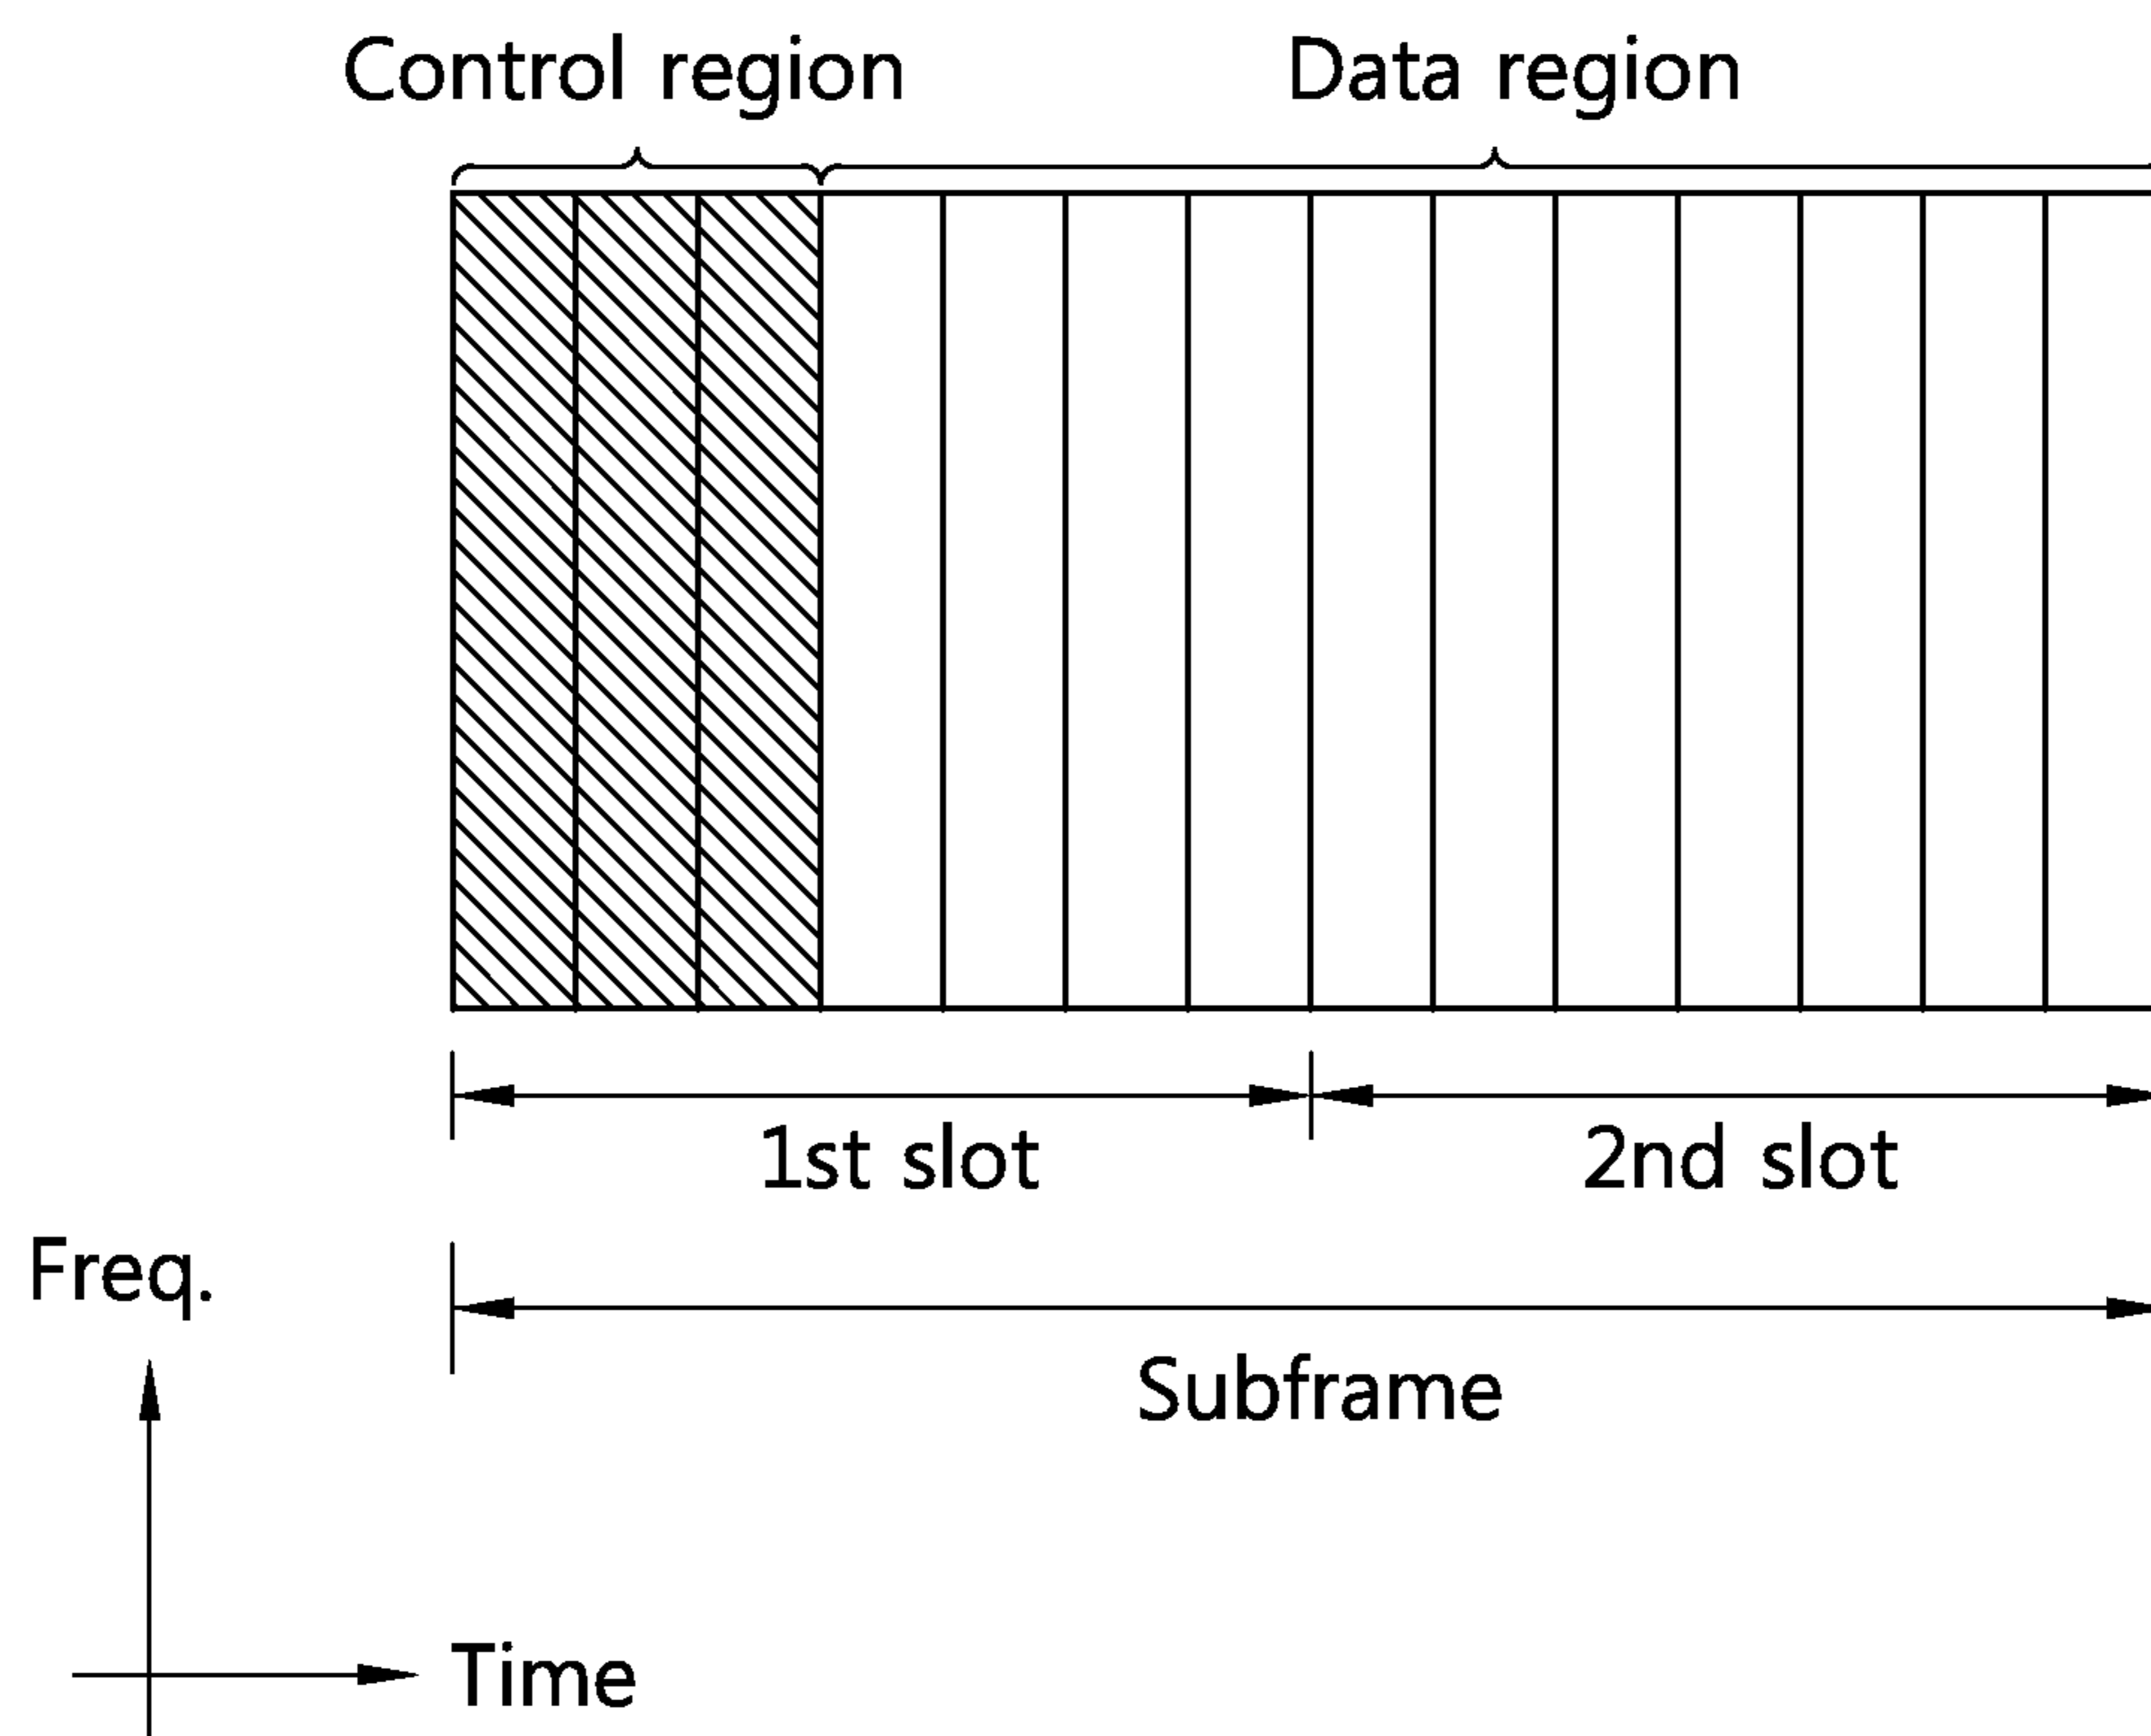 Control region
Data region
1st slot
2nd slot
Freq.
Subframe
Time